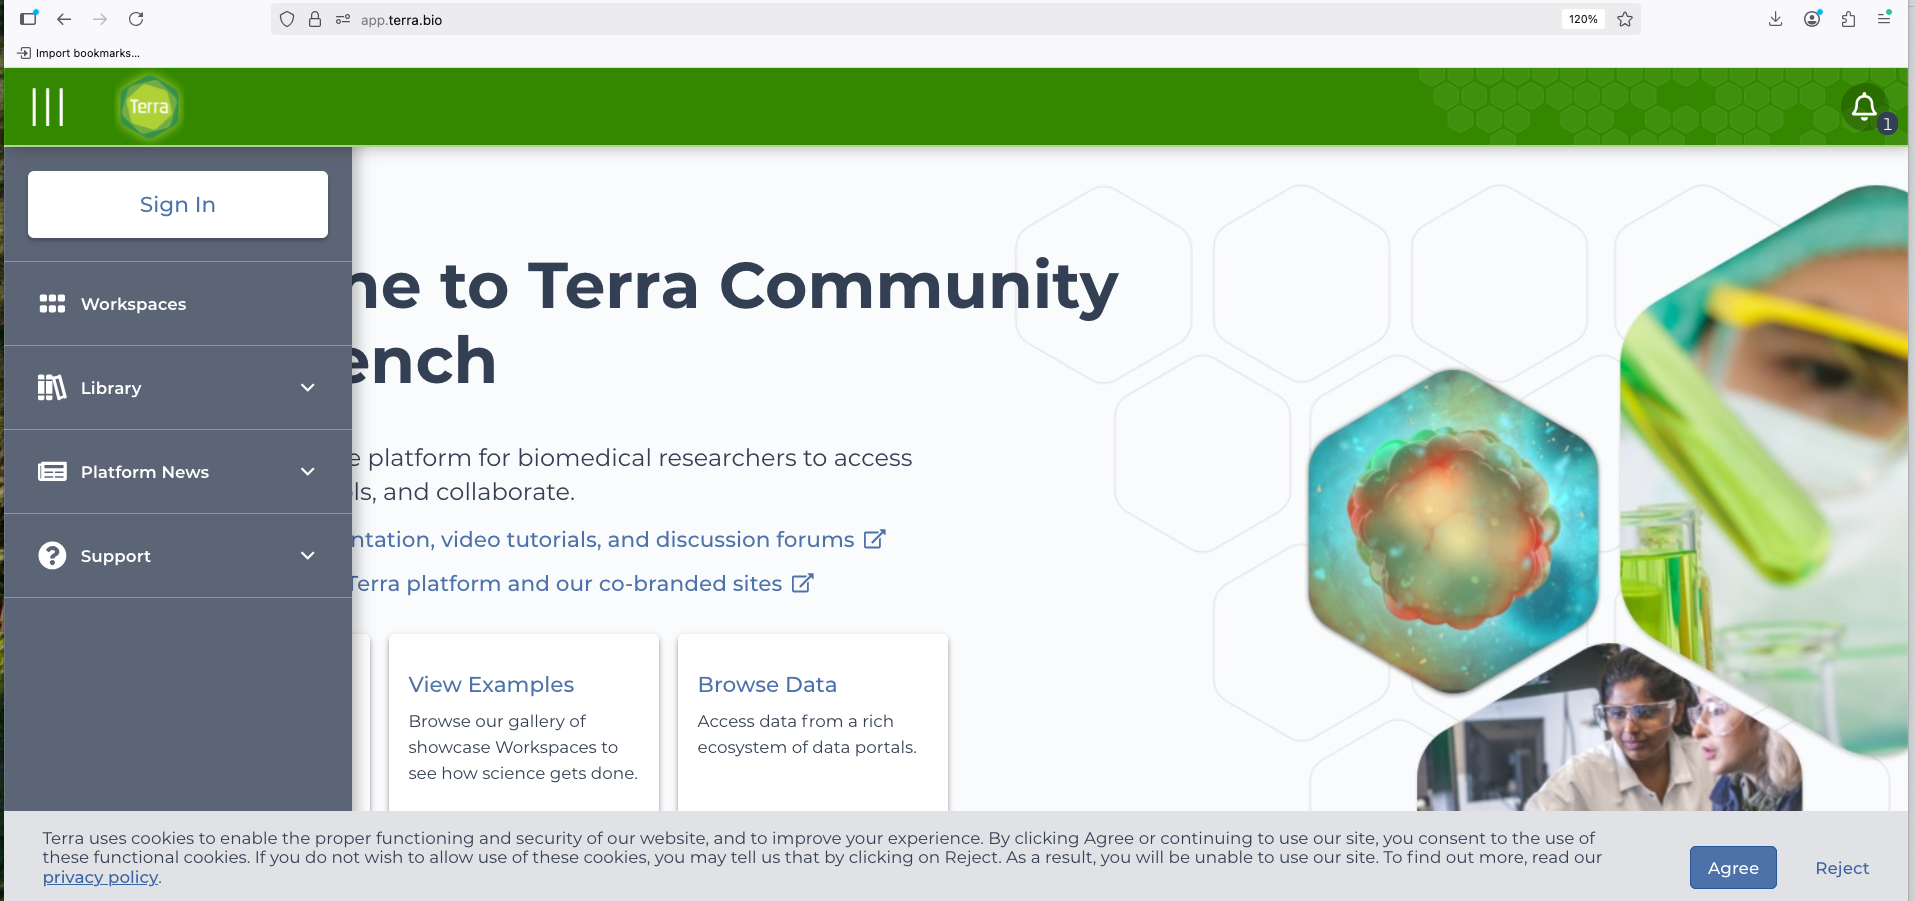 app.terra.bio
120%
Import bookmarks...
Terra
1
Sign In
Workspaces
Library
Platform News
Support
ne to Terra Community
ench
e platform for biomedical researchers to access
ls, and collaborate.
ntation, video tutorials, and discussion forums
Terra platform and our co-branded sites
View Examples
Browse our gallery of
showcase Workspaces to
see how science gets done.
Browse Data
Access data from a rich
ecosystem of data portals.
Terra uses cookies to enable the proper functioning and security of our website, and to improve your experience. By clicking Agree or continuing to use our site, you consent to the use of
these functional cookies. If you do not wish to allow use of these cookies, you may tell us that by clicking on Reject. As a result, you will be unable to use our site. To find out more, read our
privacy policy.
Agree
Reject